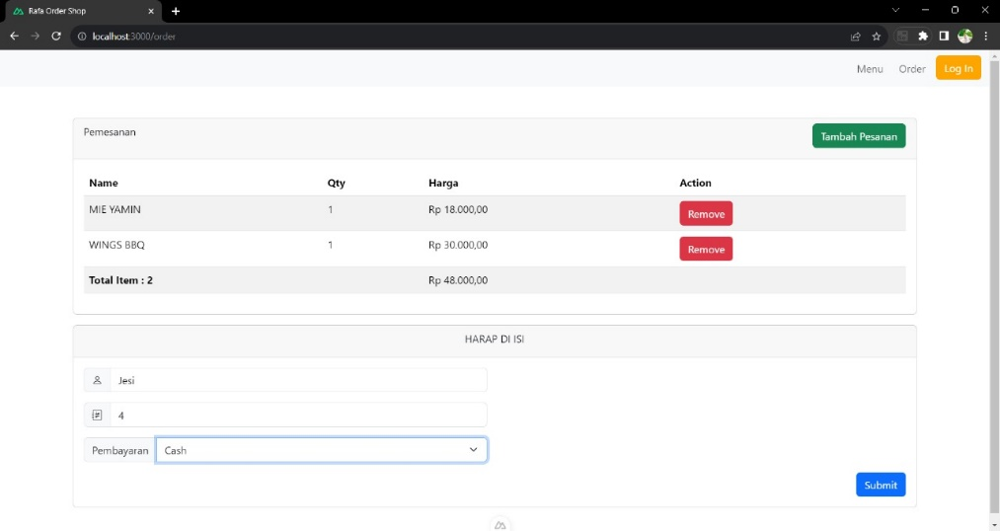 Rafa Order Shop
localhost:3000/order
Menu Order Log In
Pemesanan Tambah Pesanan
Name Qty Harga Action
MIE YAMIN 1 Rp 18.000,00 Remove
WINGS BBQ 1 Rp 30.000,00 Remove
Total Item : 2 Rp 48.000,00
HARAP DI ISI
Jesi
4
Pembayaran Cash
Submit